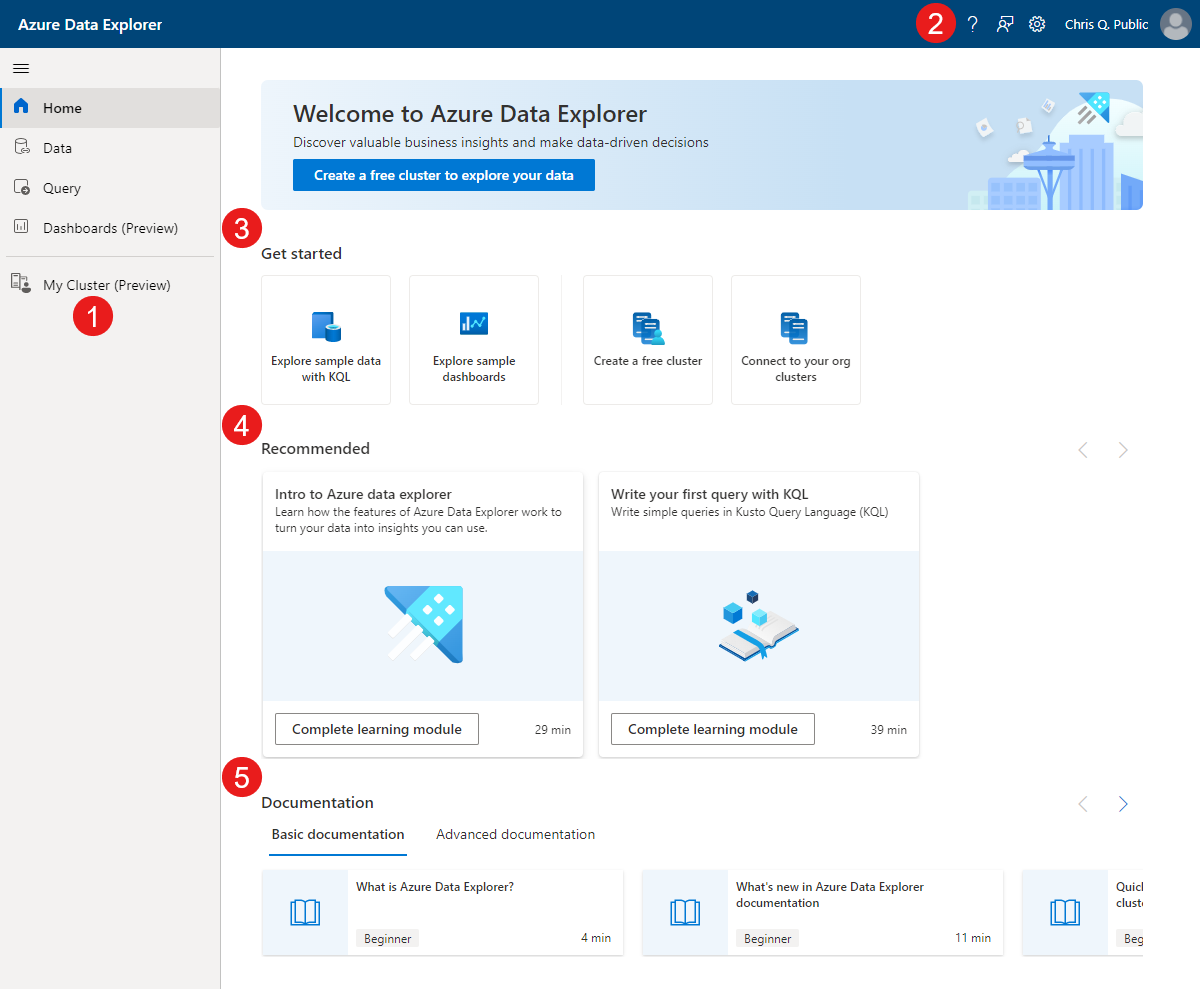 Azure Data Explorer
2
?
Chris Q. Public
Home
Data
Query
Dashboards (Preview)
My Cluster (Preview)
1
Welcome to Azure Data Explorer
Discover valuable business insights and make data-driven decisions
Create a free cluster to explore your data
3
Get started
Explore sample data
with KQL
Explore sample
dashboards
Create a free cluster
Connect to your org
clusters
4
Recommended
Intro to Azure data explorer
Learn how the features of Azure Data Explorer work to
turn your data into insights you can use.
Complete learning module
29 min
Write your first query with KQL
Write simple queries in Kusto Query Language (KQL)
Complete learning module
39 min
5
Documentation
Basic documentation
Advanced documentation
What is Azure Data Explorer?
Beginner
4 min
What's new in Azure Data Explorer
documentation
Beginner
11 min